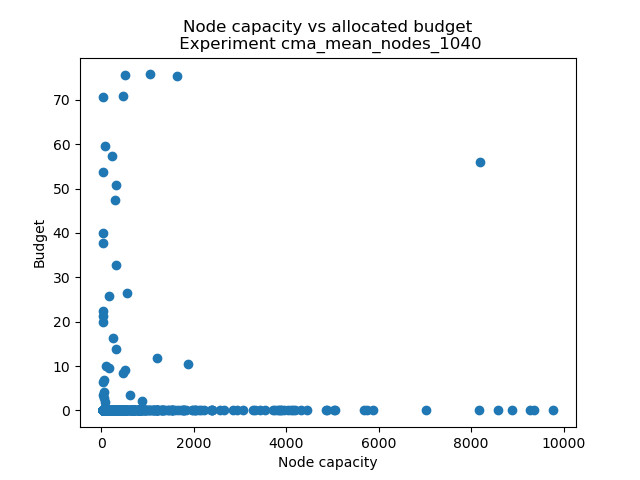 Node capacity vs allocated budget
Experiment cma_mean_nodes_1040
70
60
50
40
30
20
10
0
Budget
0 2000 4000 6000 8000 10000
Node capacity